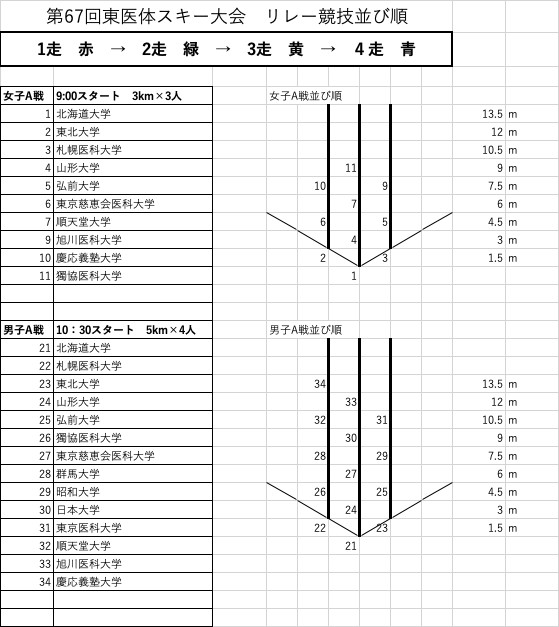 第67回東医体スキー大会　リレー競技並び順
1走　赤　→　2走　緑　→　3走　黄　→　４走　青
女子A戦　9:00スタート　3km×3人　女子A戦並び順
1 北海道大学 13.5 m
2 東北大学 12 m
3 札幌医科大学 10.5 m
4 山形大学 11 9 m
5 弘前大学 10 9 7.5 m
6 東京慈恵会医科大学 7 6 m
7 順天堂大学 6 5 4.5 m
9 旭川医科大学 4 3 m
10 慶応義塾大学 2 3 1.5 m
11 獨協医科大学 1
男子A戦　10：30スタート　5km×4人　男子A戦並び順
21 北海道大学
22 札幌医科大学
23 東北大学 34 13.5 m
24 山形大学 33 12 m
25 弘前大学 32 31 10.5 m
26 獨協医科大学 30 9 m
27 東京慈恵会医科大学 28 29 7.5 m
28 群馬大学 27 6 m
29 昭和大学 26 25 4.5 m
30 日本大学 24 3 m
31 東京医科大学 22 23 1.5 m
32 順天堂大学 21
33 旭川医科大学
34 慶応義塾大学